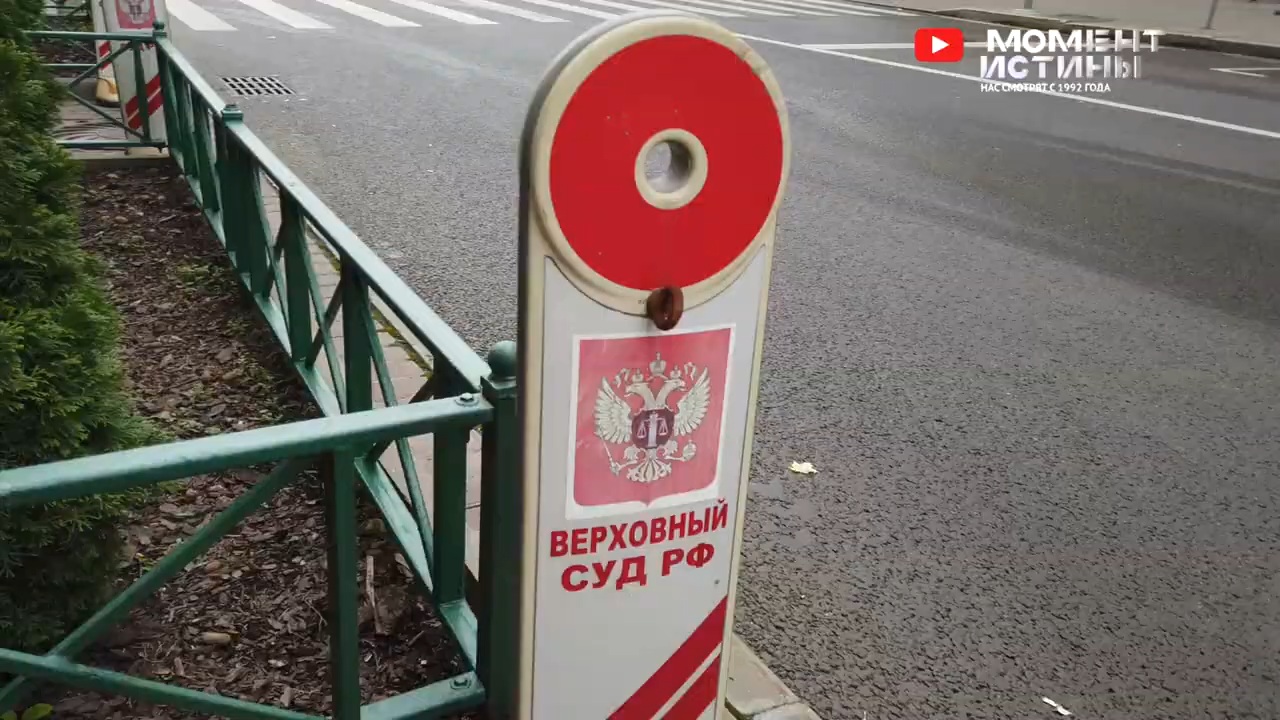 МОМЕНТ
ИСТИНЫ
НАС СМОТРЯТ С 1992 ГОДА
ВЕРХОВНЫЙ
СУД РФ